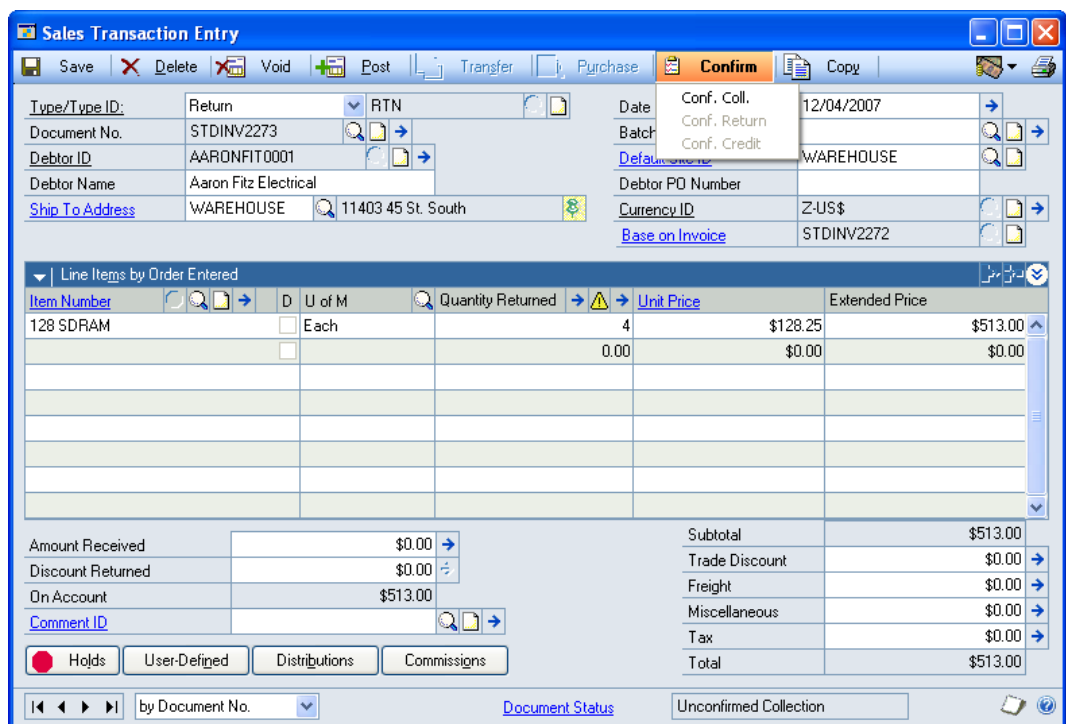 Sales Transaction Entry
Save Delete Void Post Transfer Purchase Confirm Copy
Conf. Coll.
Conf. Return
Conf. Credit
Type/Type ID: Return RTN Date 12/04/2007
Document No. STDINV2273 Batch
Debtor ID AARONFIT0001 Default Site ID WAREHOUSE
Debtor Name Aaron Fitz Electrical Debtor PO Number
Ship To Address WAREHOUSE 11403 45 St. South Currency ID Z-US$
Base on Invoice STDINV2272
Line Items by Order Entered
Item Number D U of M Quantity Returned Unit Price Extended Price
128 SDRAM Each 4 $128.25 $513.00
0.00 $0.00 $0.00
Amount Received $0.00 Subtotal $513.00
Discount Returned $0.00 Trade Discount $0.00
On Account $513.00 Freight $0.00
Comment ID Miscellaneous $0.00
Tax $0.00
Holds User-Defined Distributions Commissions Total $513.00
by Document No. Document Status Unconfirmed Collection